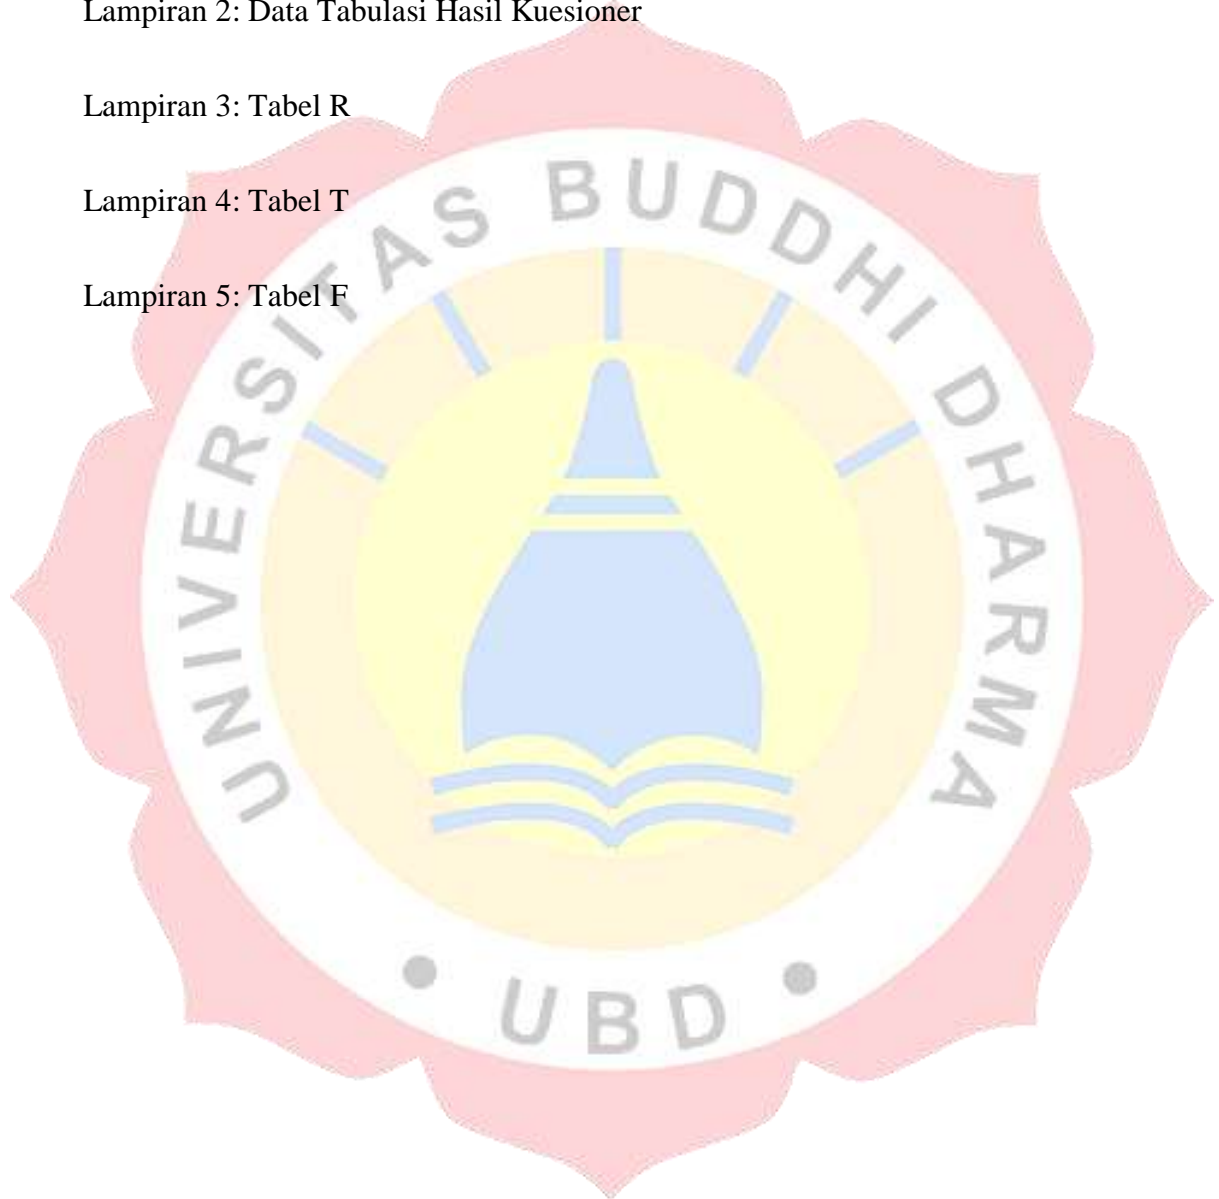 Lampiran 2: Data Tabulasi Hasil Kuesioner
Lampiran 3: Tabel R
Lampiran 4: Tabel T
Lampiran 5: Tabel F
UNIVERSITAS BUDDHI DHARMA
• UBD •